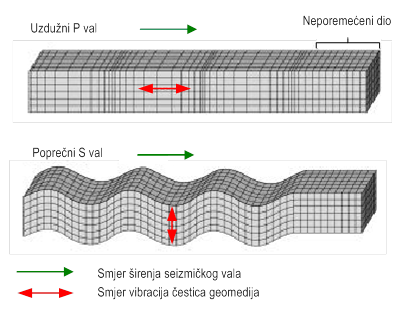 Uzdužni P val
Neporemećeni dio
Poprečni S val
Smjer širenja seizmičkog vala
Smjer vibracija čestica geomedija